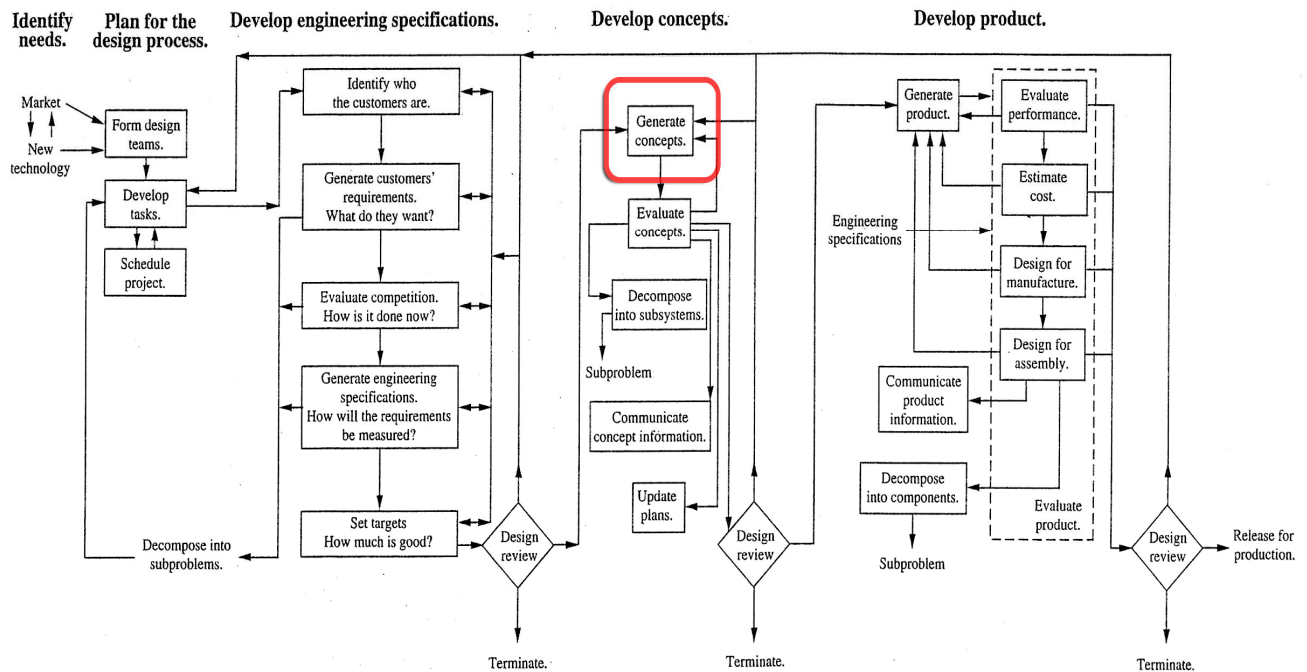 Identify
needs.
Plan for the
design process.
Develop engineering specifications.
Develop concepts.
Develop product.
Market
New
technology
Form design
teams.
Develop
tasks.
Schedule
project.
Identify who
the customers are.
Generate customers'
requirements.
What do they want?
Evaluate competition.
How is it done now?
Generate engineering
specifications.
How will the requirements
be measured?
Set targets
How much is good?
Decompose into
subproblems.
Design
review
Terminate.
Generate
concepts.
Evaluate
concepts.
Decompose
into subsystems.
Subproblem
Communicate
concept information.
Update
plans.
Design
review
Terminate.
Generate
product.
Evaluate
performance.
Estimate
cost.
Engineering
specifications
Design for
manufacture.
Design for
assembly.
Communicate
product
information.
Decompose
into components.
Subproblem
Evaluate
product.
Design
review
Release for
production.
Terminate.